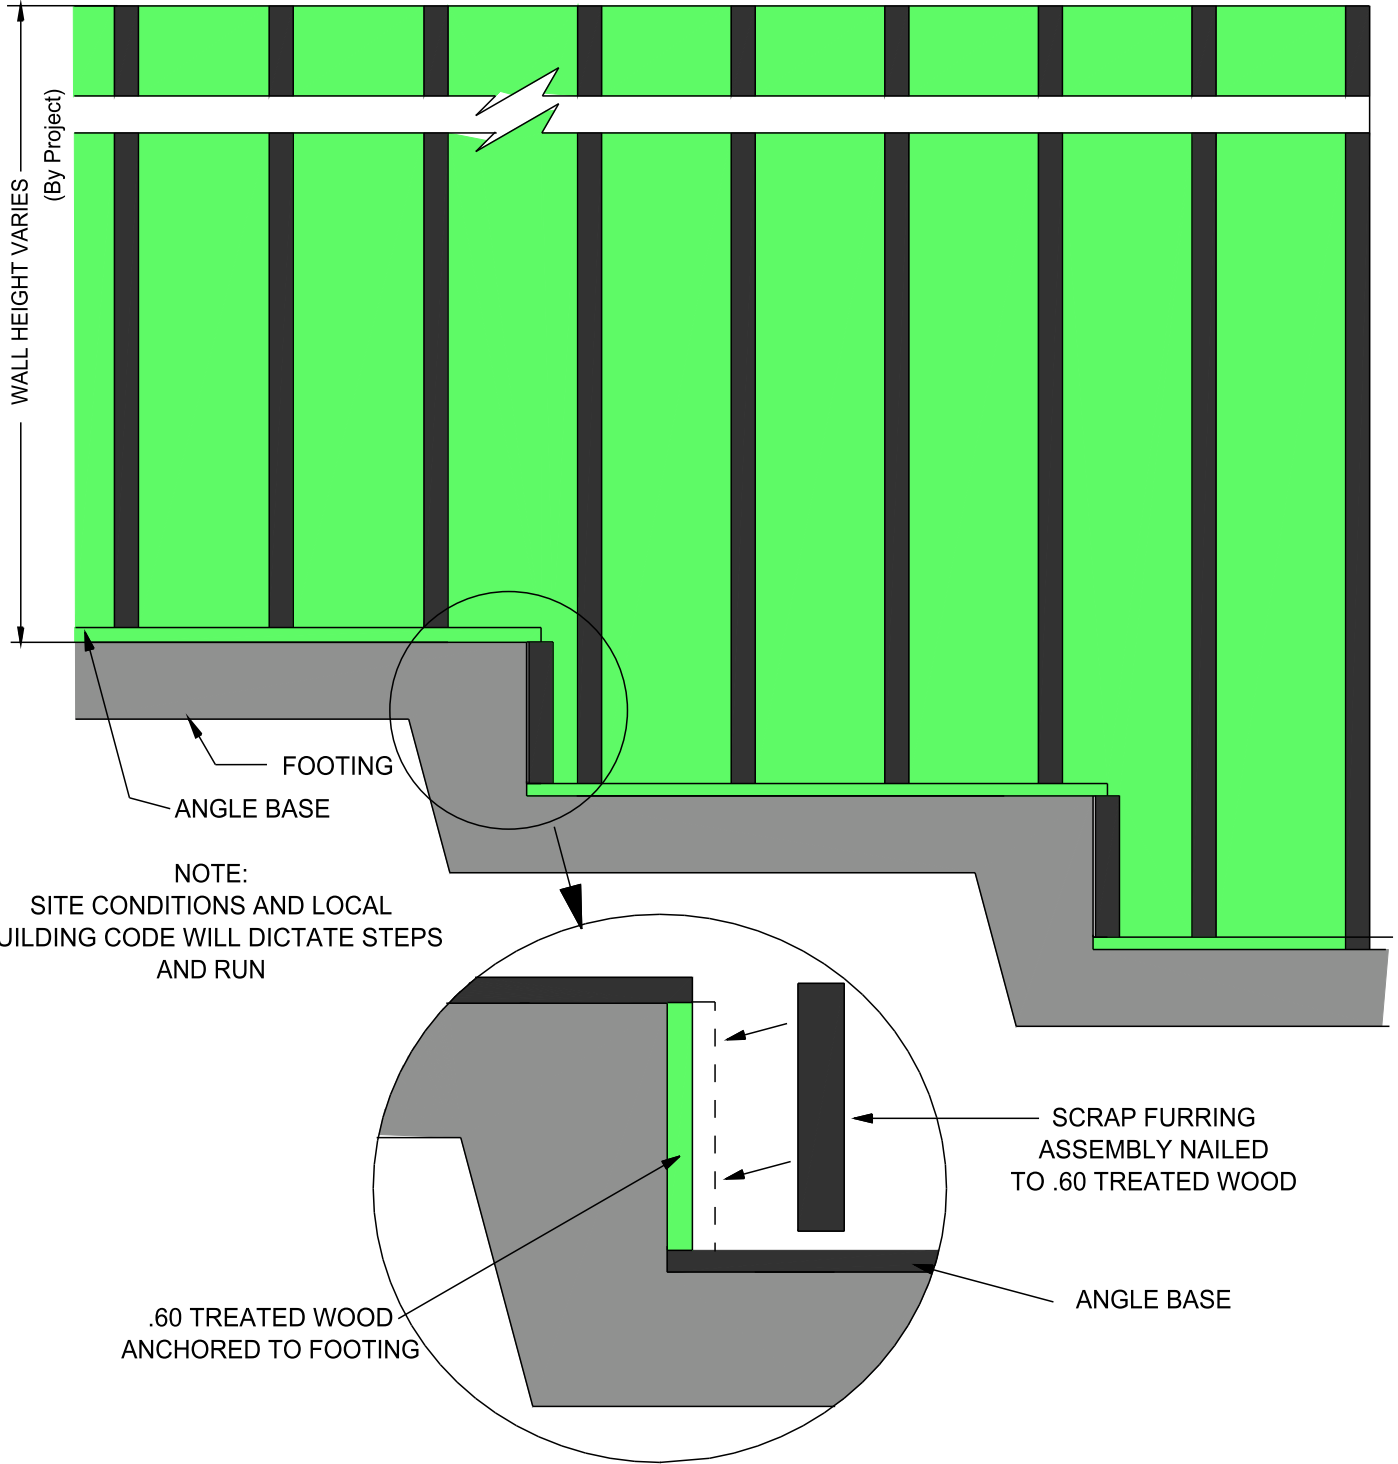 WALL HEIGHT VARIES
(By Project)
FOOTING
ANGLE BASE
NOTE:
SITE CONDITIONS AND LOCAL
UILDING CODE WILL DICTATE STEPS
AND RUN
SCRAP FURRING
ASSEMBLY NAILED
TO .60 TREATED WOOD
ANGLE BASE
.60 TREATED WOOD
ANCHORED TO FOOTING